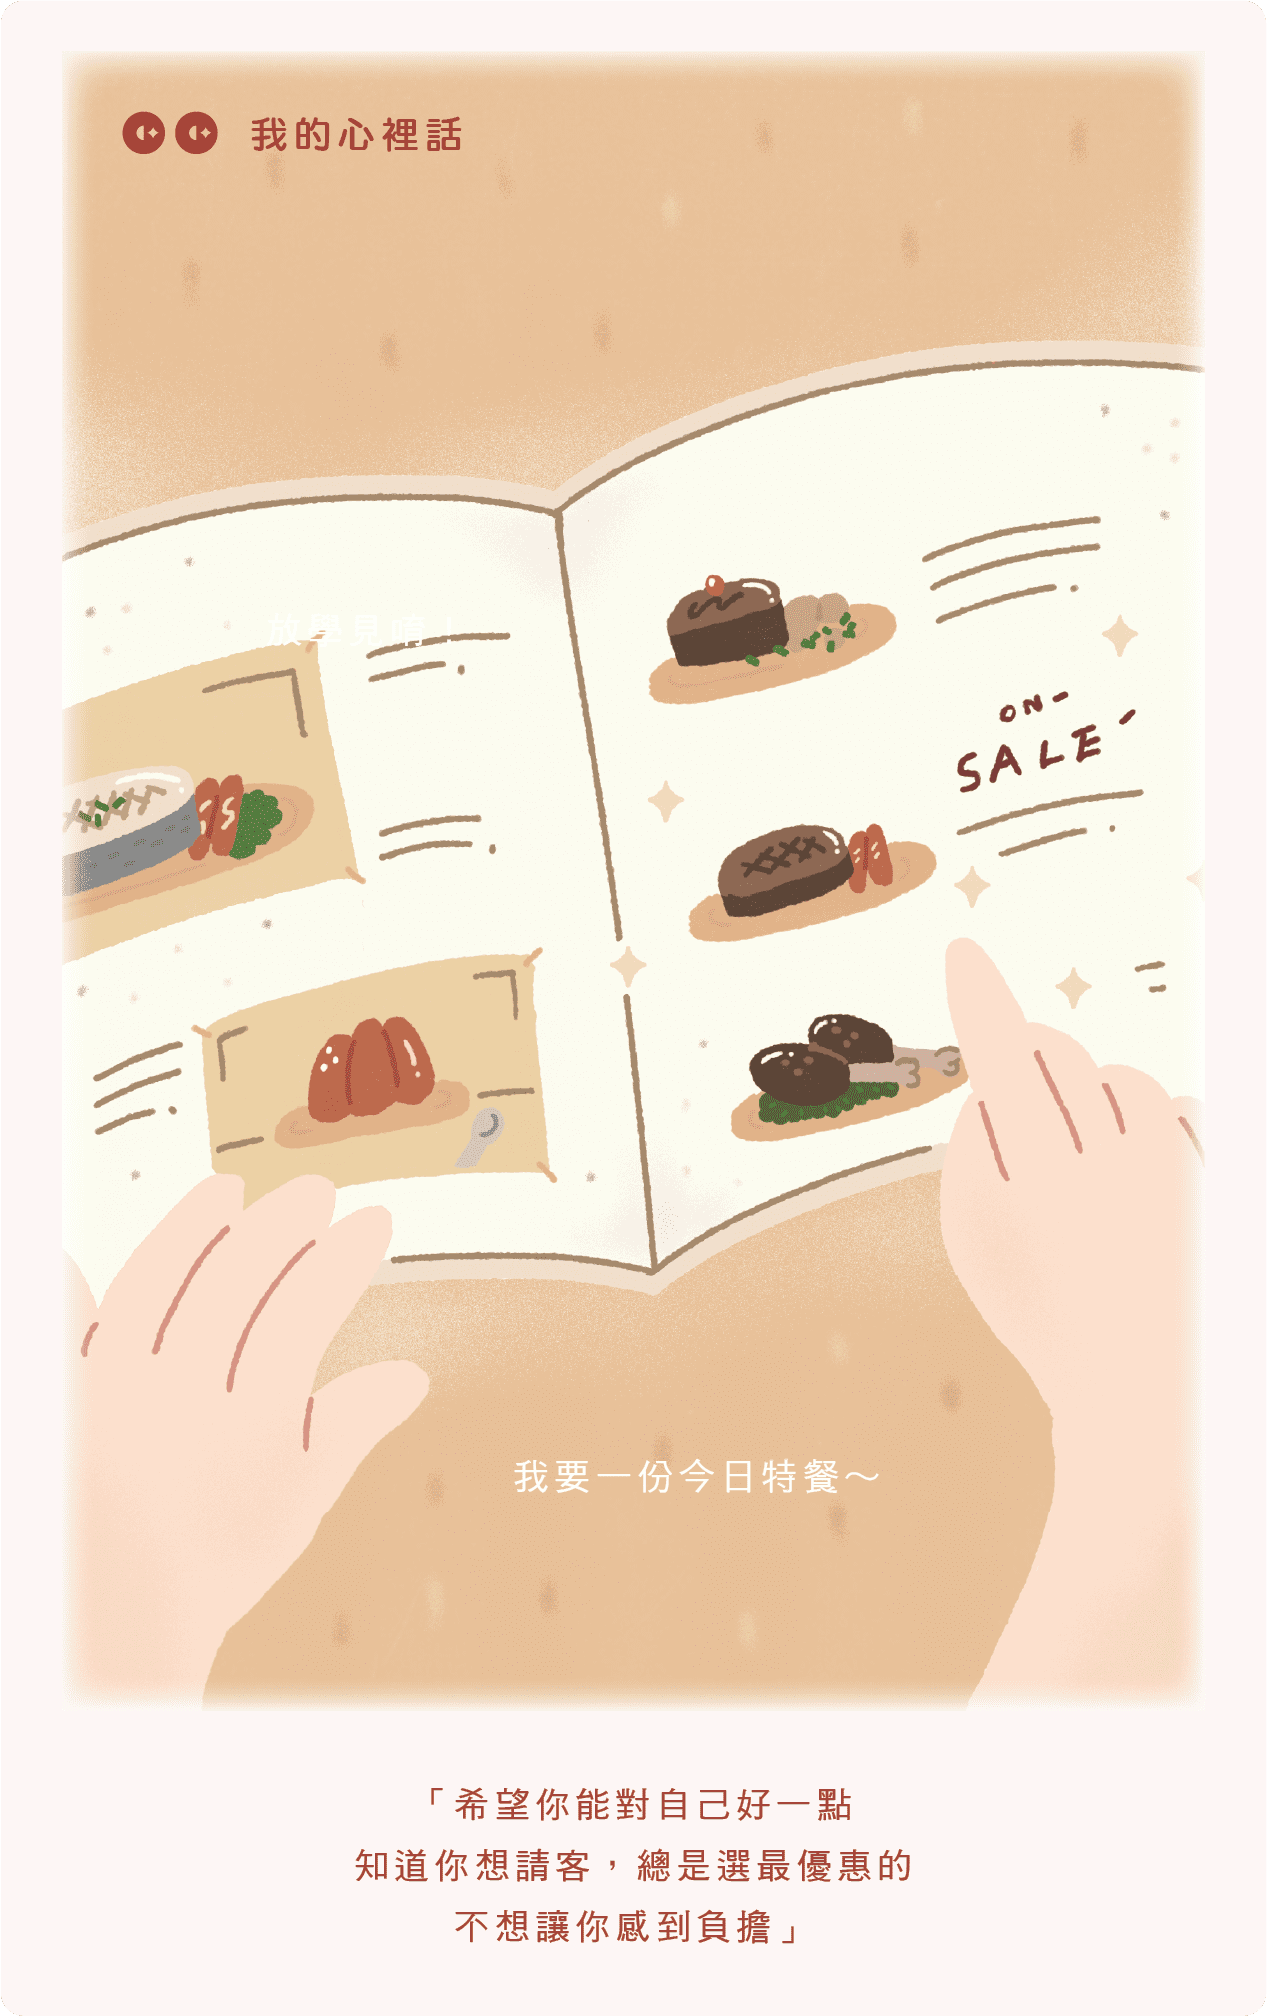 我的心裡話
放學見唷！
ON-
SALE
我要一份今日特餐～
「希望你能對自己好一點
知道你想請客，總是選最優惠的
不想讓你感到負擔」